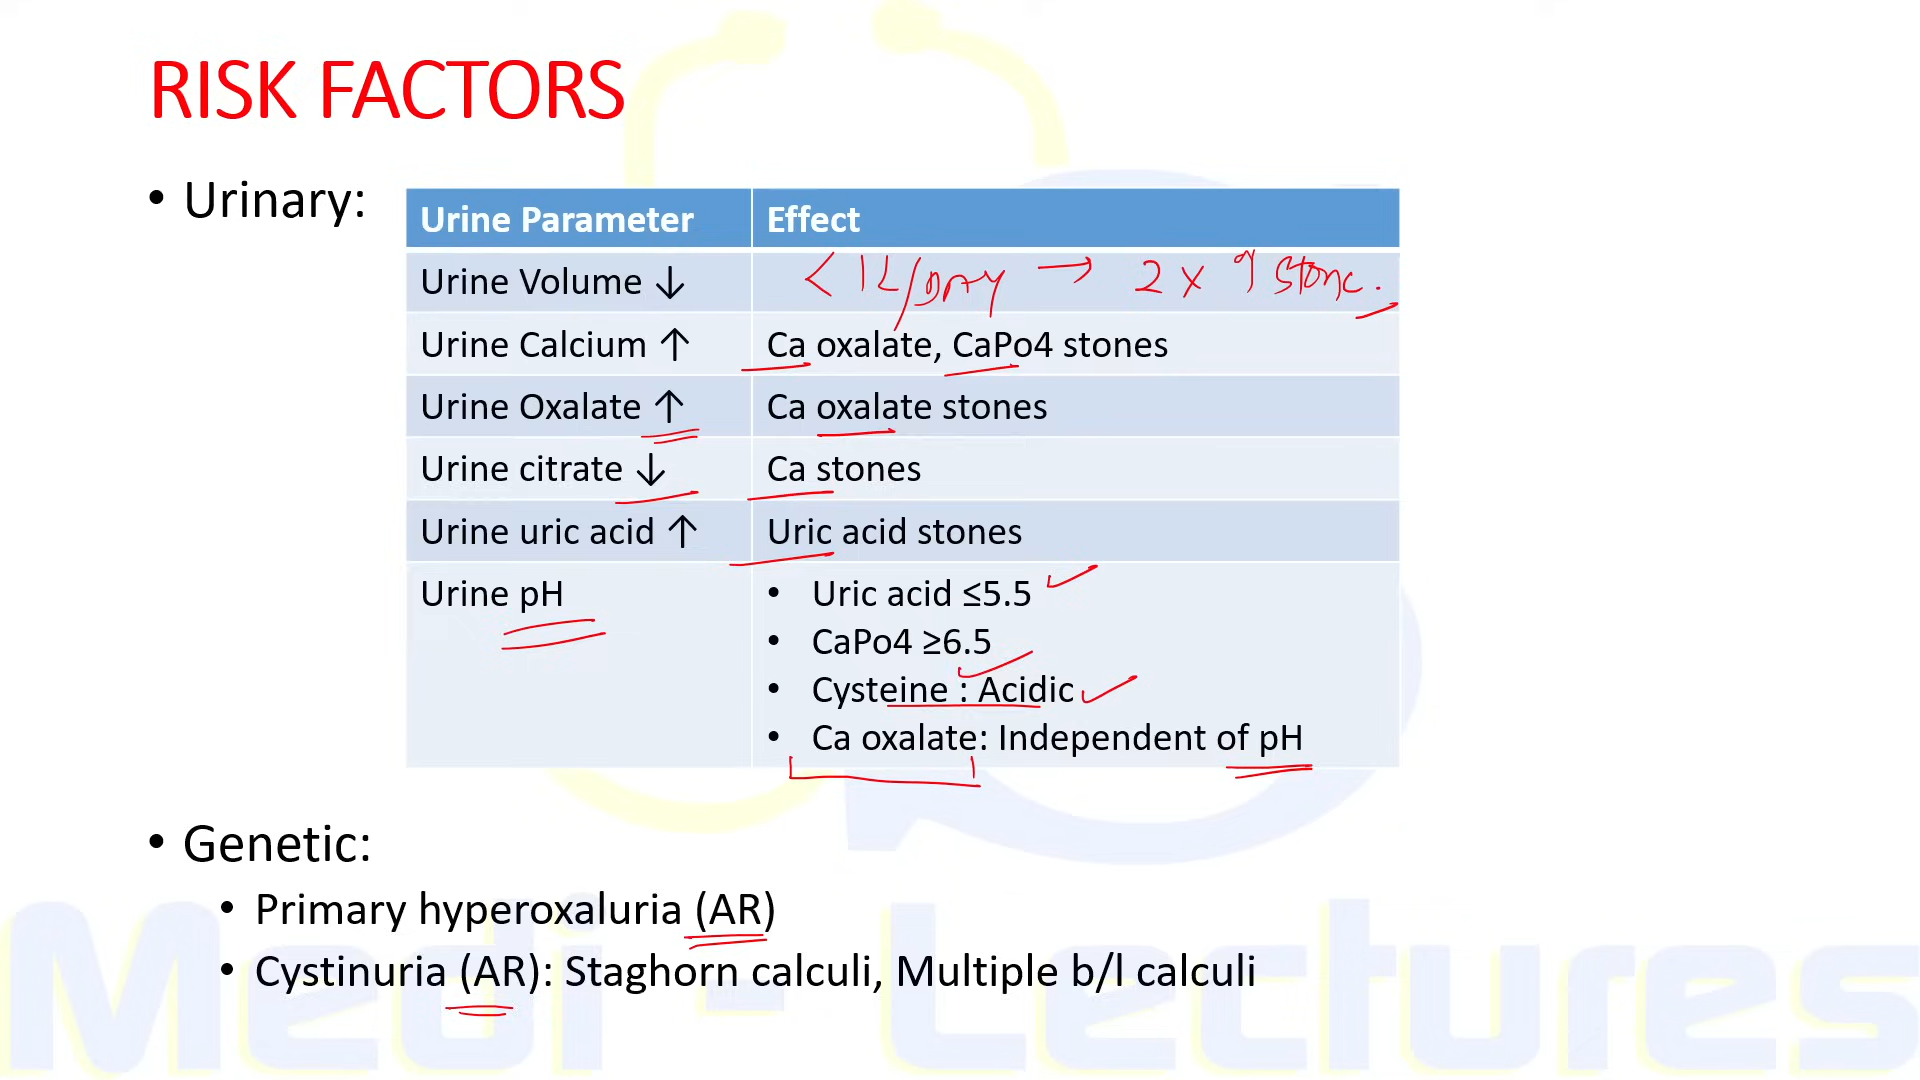 RISK FACTORS
• Urinary:
Urine Parameter Effect
Urine Volume ↓ < 1L/DAY → 2 x ↑ stone.
Urine Calcium ↑ Ca oxalate, CaPo4 stones
Urine Oxalate ↑ Ca oxalate stones
Urine citrate ↓ Ca stones
Urine uric acid ↑ Uric acid stones
Urine pH • Uric acid ≤5.5
• CaPo4 ≥6.5
• Cysteine : Acidic
• Ca oxalate: Independent of pH
• Genetic:
• Primary hyperoxaluria (AR)
• Cystinuria (AR): Staghorn calculi, Multiple b/l calculi
Medi - Lectures